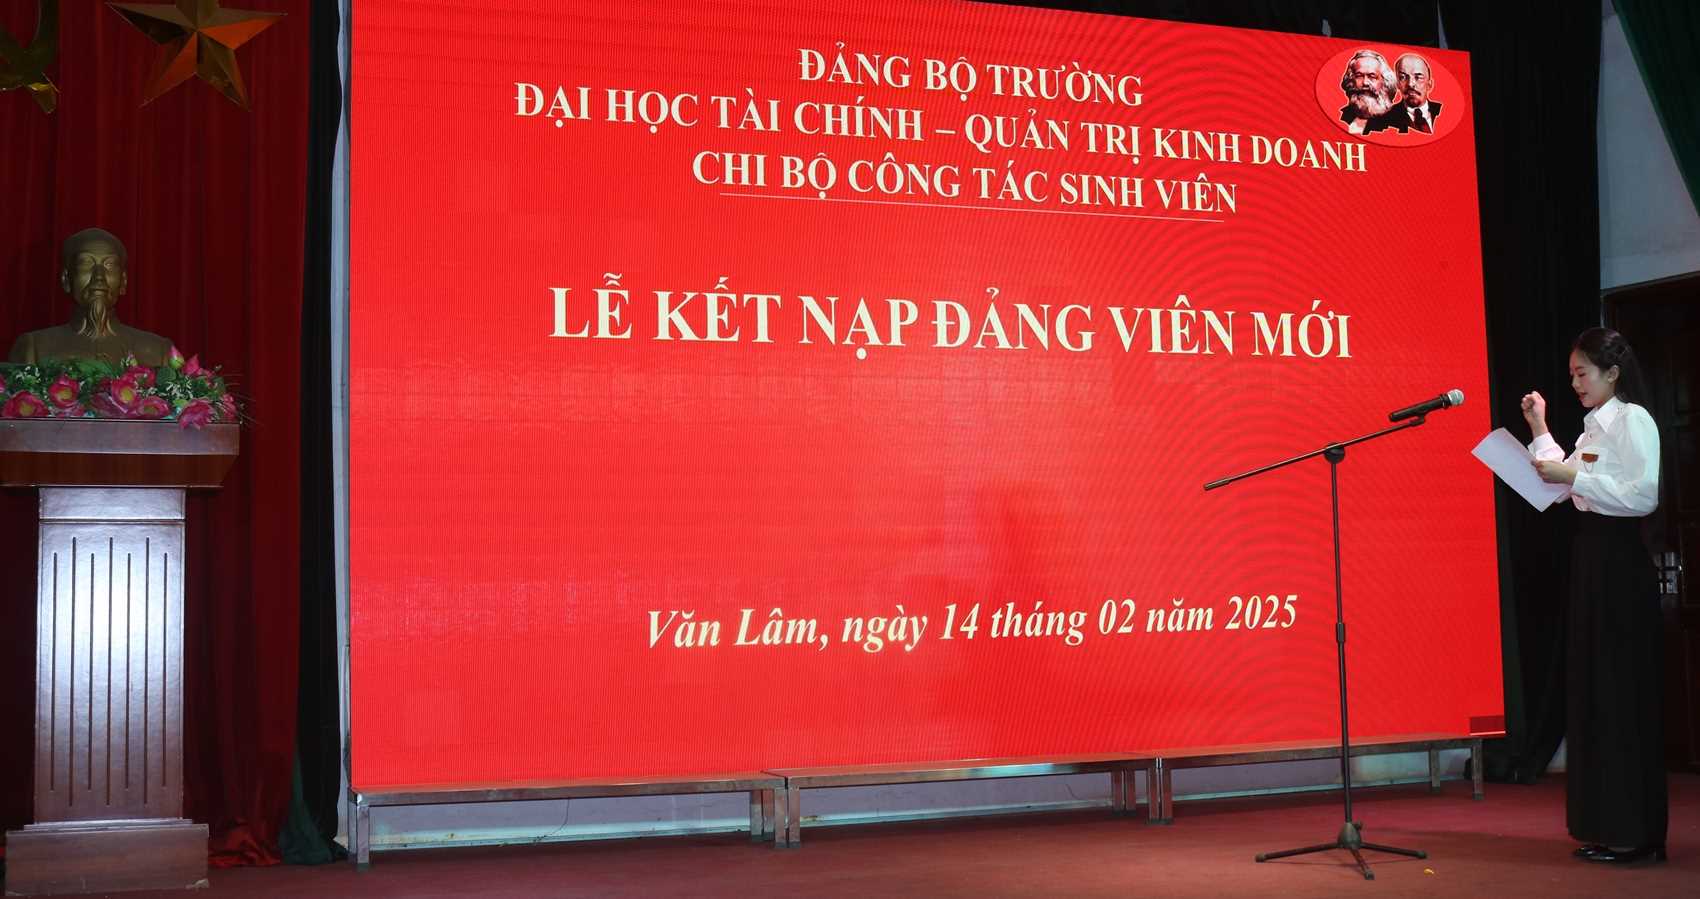 ĐẢNG BỘ TRƯỜNG
ĐẠI HỌC TÀI CHÍNH – QUẢN TRỊ KINH DOANH
CHI BỘ CÔNG TÁC SINH VIÊN
LỄ KẾT NẠP ĐẢNG VIÊN MỚI
Văn Lâm, ngày 14 tháng 02 năm 2025